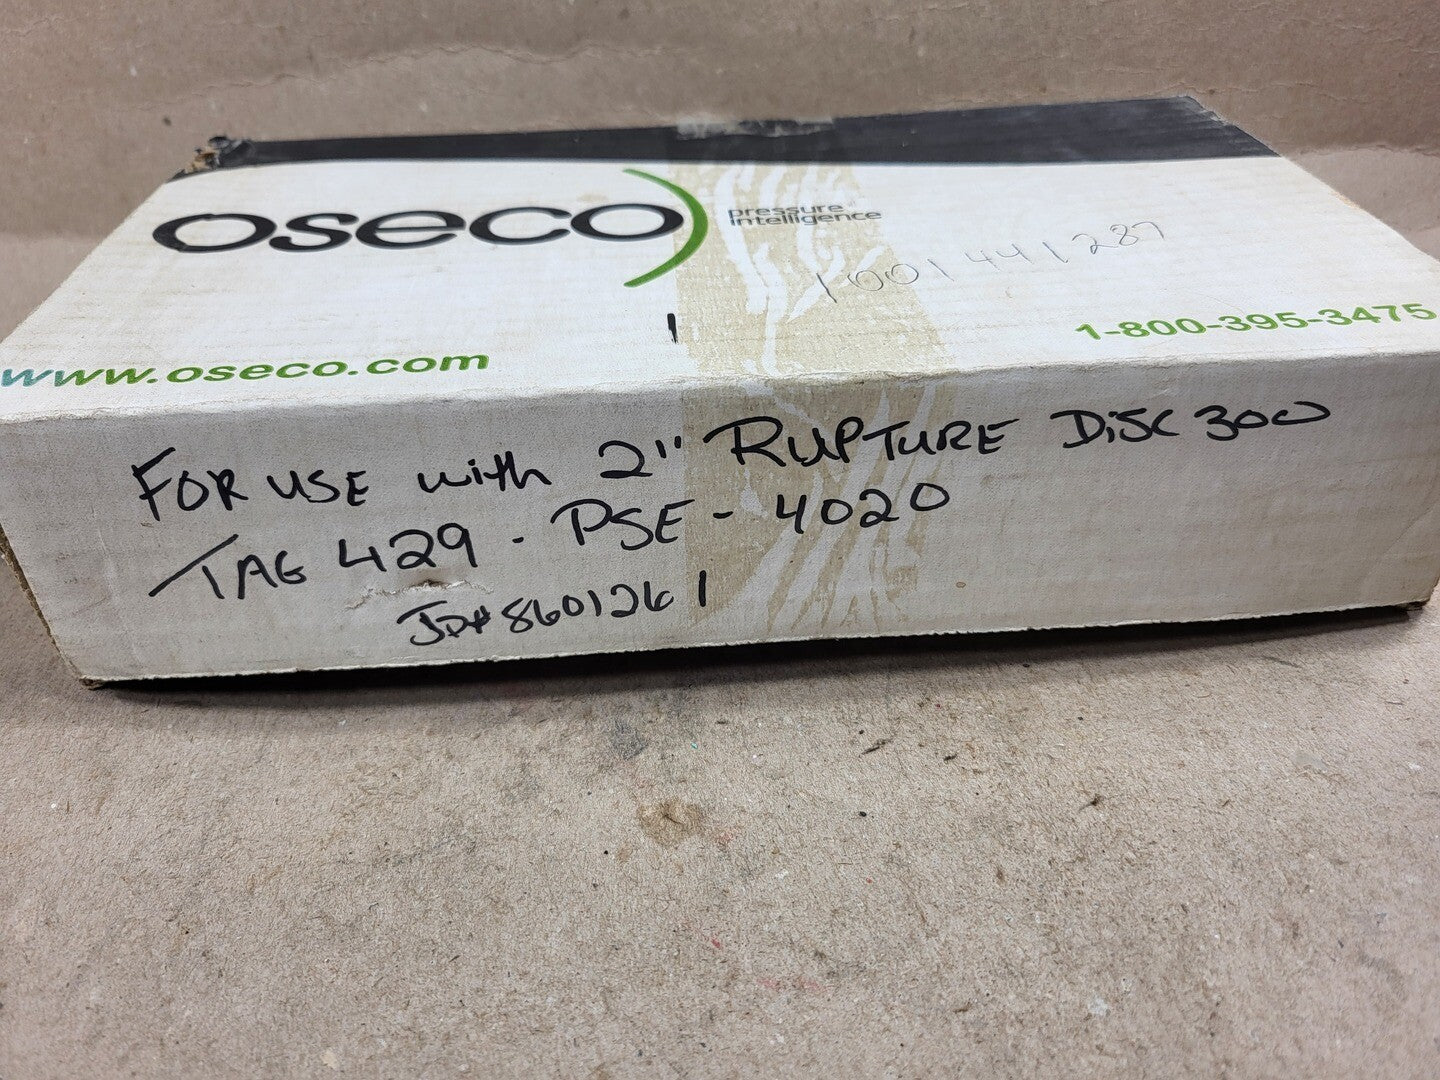 oseco
pressure
intelligence
1001441287
1-800-395-3475
www.oseco.com
FOR USE with 2" RUPTURE DISC 300
TAG 429 - PSE - 4020
JD# 8601261